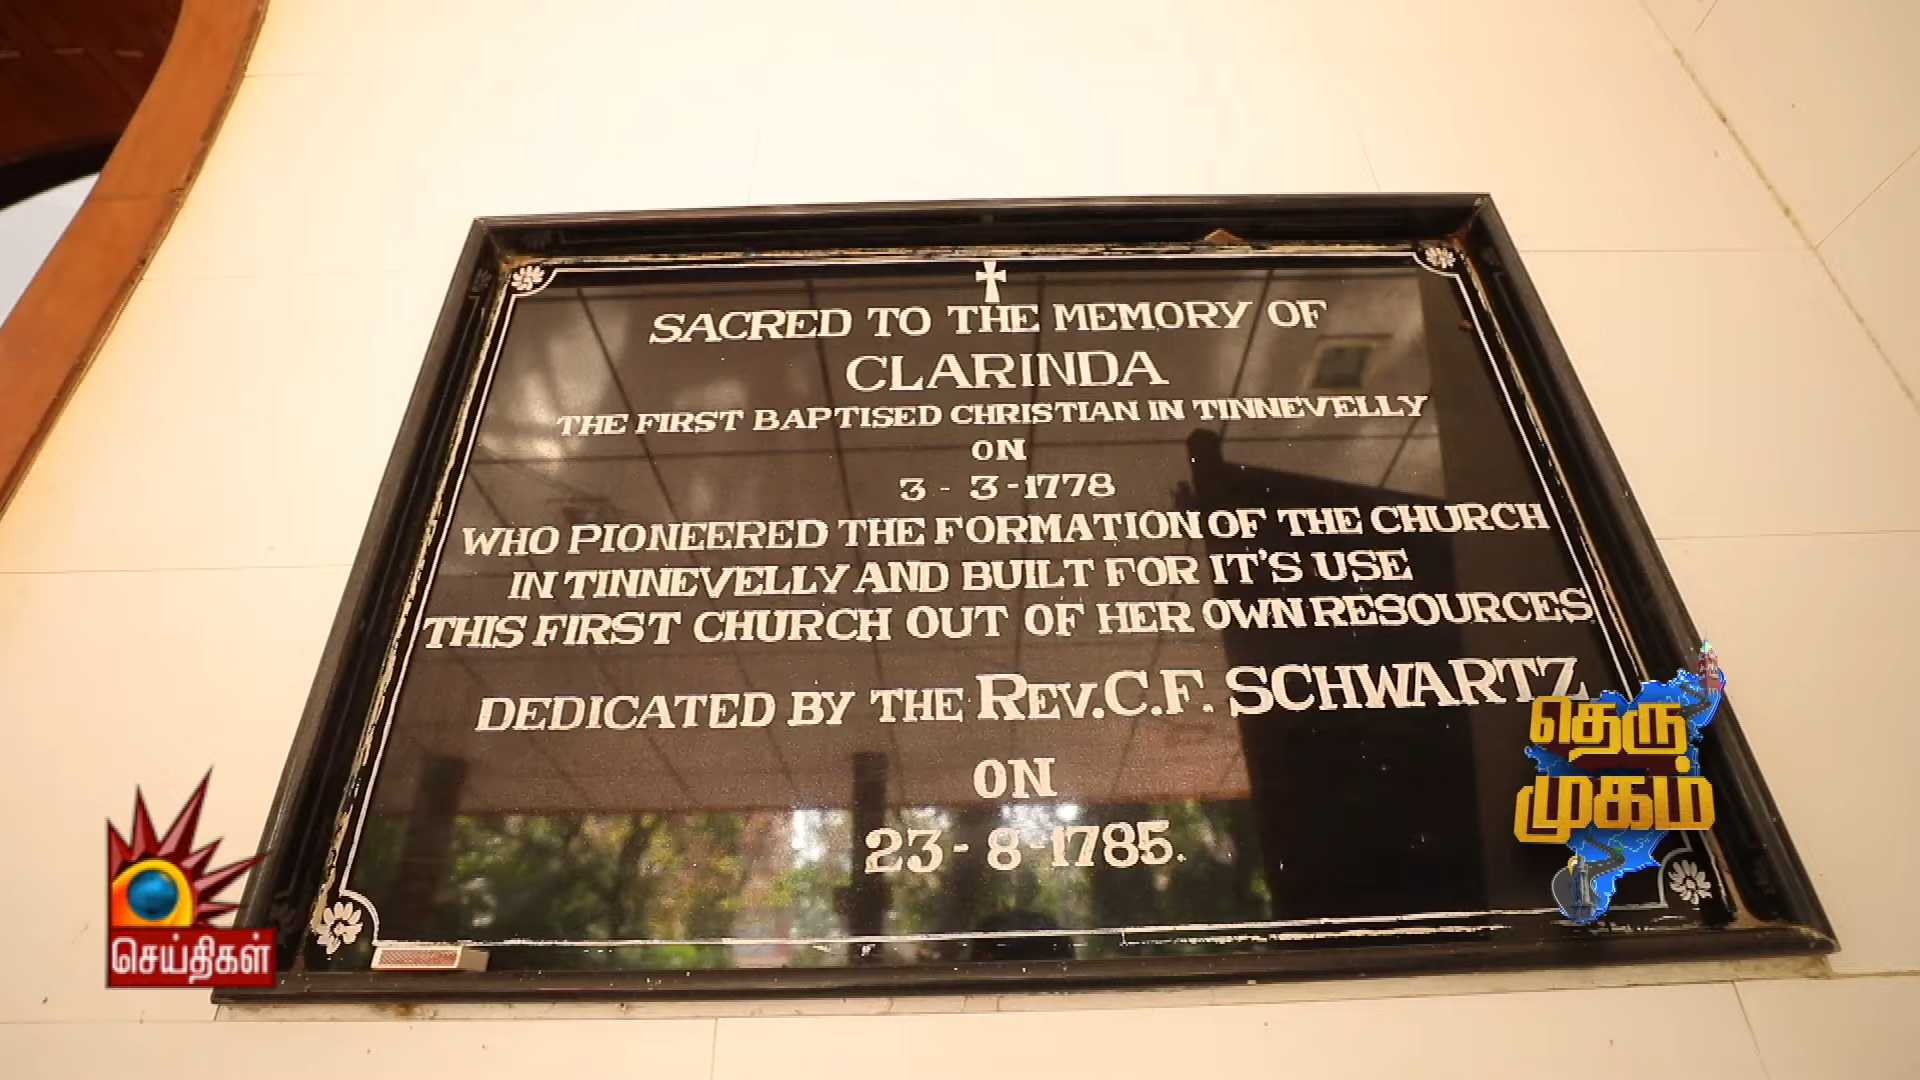 SACRED TO THE MEMORY OF
CLARINDA
THE FIRST BAPTISED CHRISTIAN IN TINNEVELLY
ON
3 - 3 - 1778
WHO PIONEERED THE FORMATION OF THE CHURCH
IN TINNEVELLY AND BUILT FOR IT'S USE
THIS FIRST CHURCH OUT OF HER OWN RESOURCES
DEDICATED BY THE REV. C.F. SCHWARTZ
ON
23 - 8 - 1785.
தெரு
முகம்
செய்திகள்